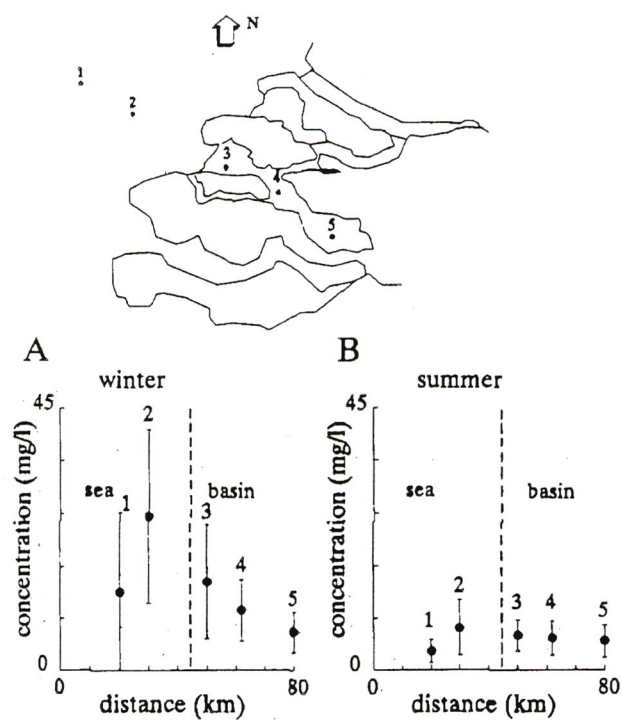 N
1
2
3
4
5
A
winter
45
concentration (mg/l)
sea
basin
1
2
3
4
5
0
0
80
distance (km)
B
summer
45
concentration (mg/l)
sea
basin
1
2
3
4
5
0
0
80
distance (km)